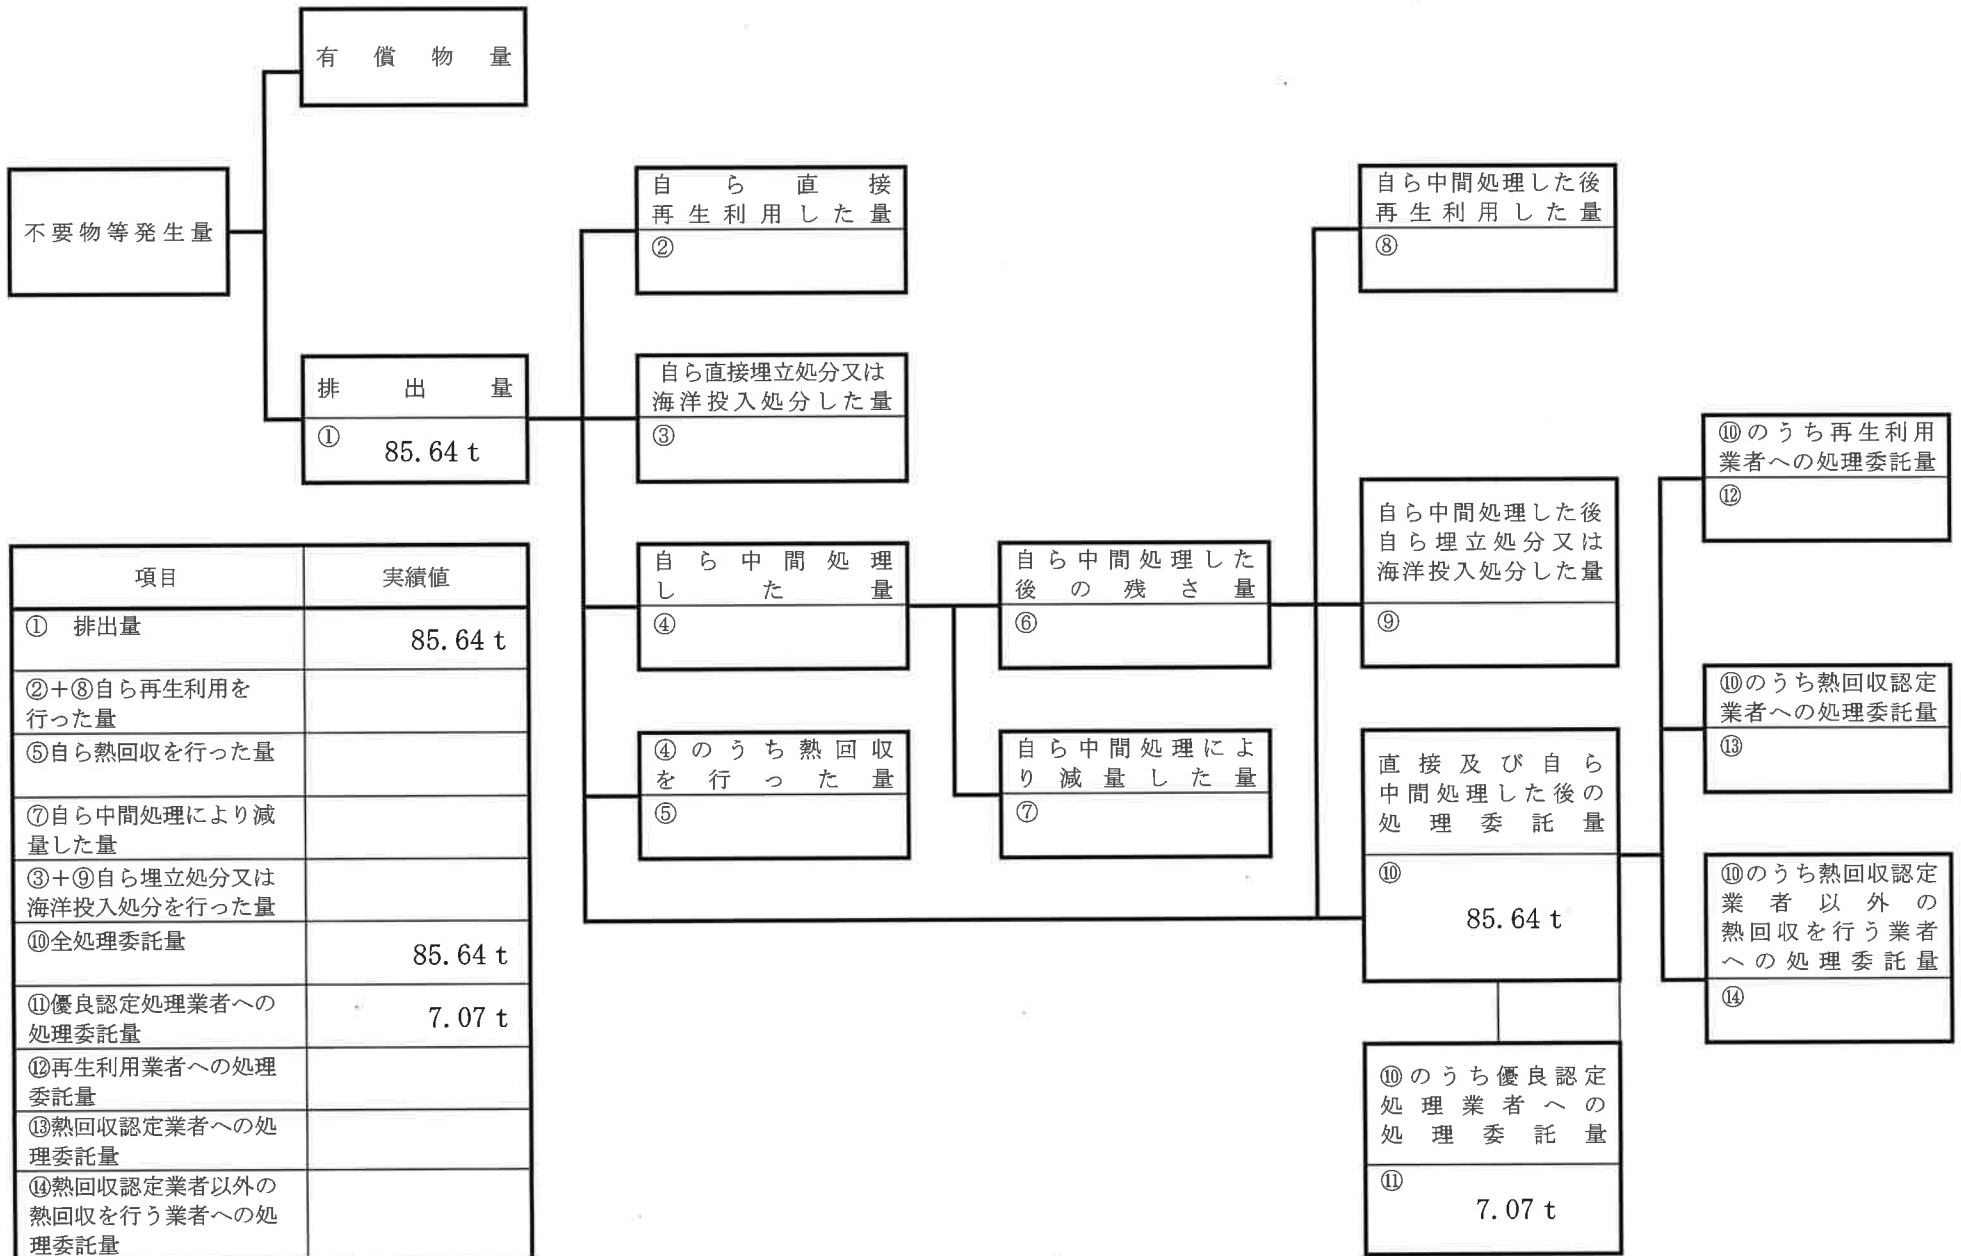 有償物量
不要物等発生量
排出量
① 85.64 t
自ら直接
再生利用した量
②
自ら直接埋立処分又は
海洋投入処分した量
③
自ら中間処理
した量
④
④のうち熱回収
を行った量
⑤
自ら中間処理した
後の残さ量
⑥
自ら中間処理によ
り減量した量
⑦
自ら中間処理した後
再生利用した量
⑧
自ら中間処理した後
自ら埋立処分又は
海洋投入処分した量
⑨
直接及び自ら
中間処理した後の
処理委託量
⑩
85.64 t
⑩のうち優良認定
処理業者への
処理委託量
⑪
7.07 t
⑩のうち再生利用
業者への処理委託量
⑫
⑩のうち熱回収認定
業者への処理委託量
⑬
⑩のうち熱回収認定
業者以外の
熱回収を行う業者
への処理委託量
⑭
項目 実績値
① 排出量 85.64 t
②+⑧自ら再生利用を
行った量
⑤自ら熱回収を行った量
⑦自ら中間処理により減
量した量
③+⑨自ら埋立処分又は
海洋投入処分を行った量
⑩全処理委託量 85.64 t
⑪優良認定処理業者への
処理委託量 7.07 t
⑫再生利用業者への処理
委託量
⑬熱回収認定業者への処
理委託量
⑭熱回収認定業者以外の
熱回収を行う業者への処
理委託量